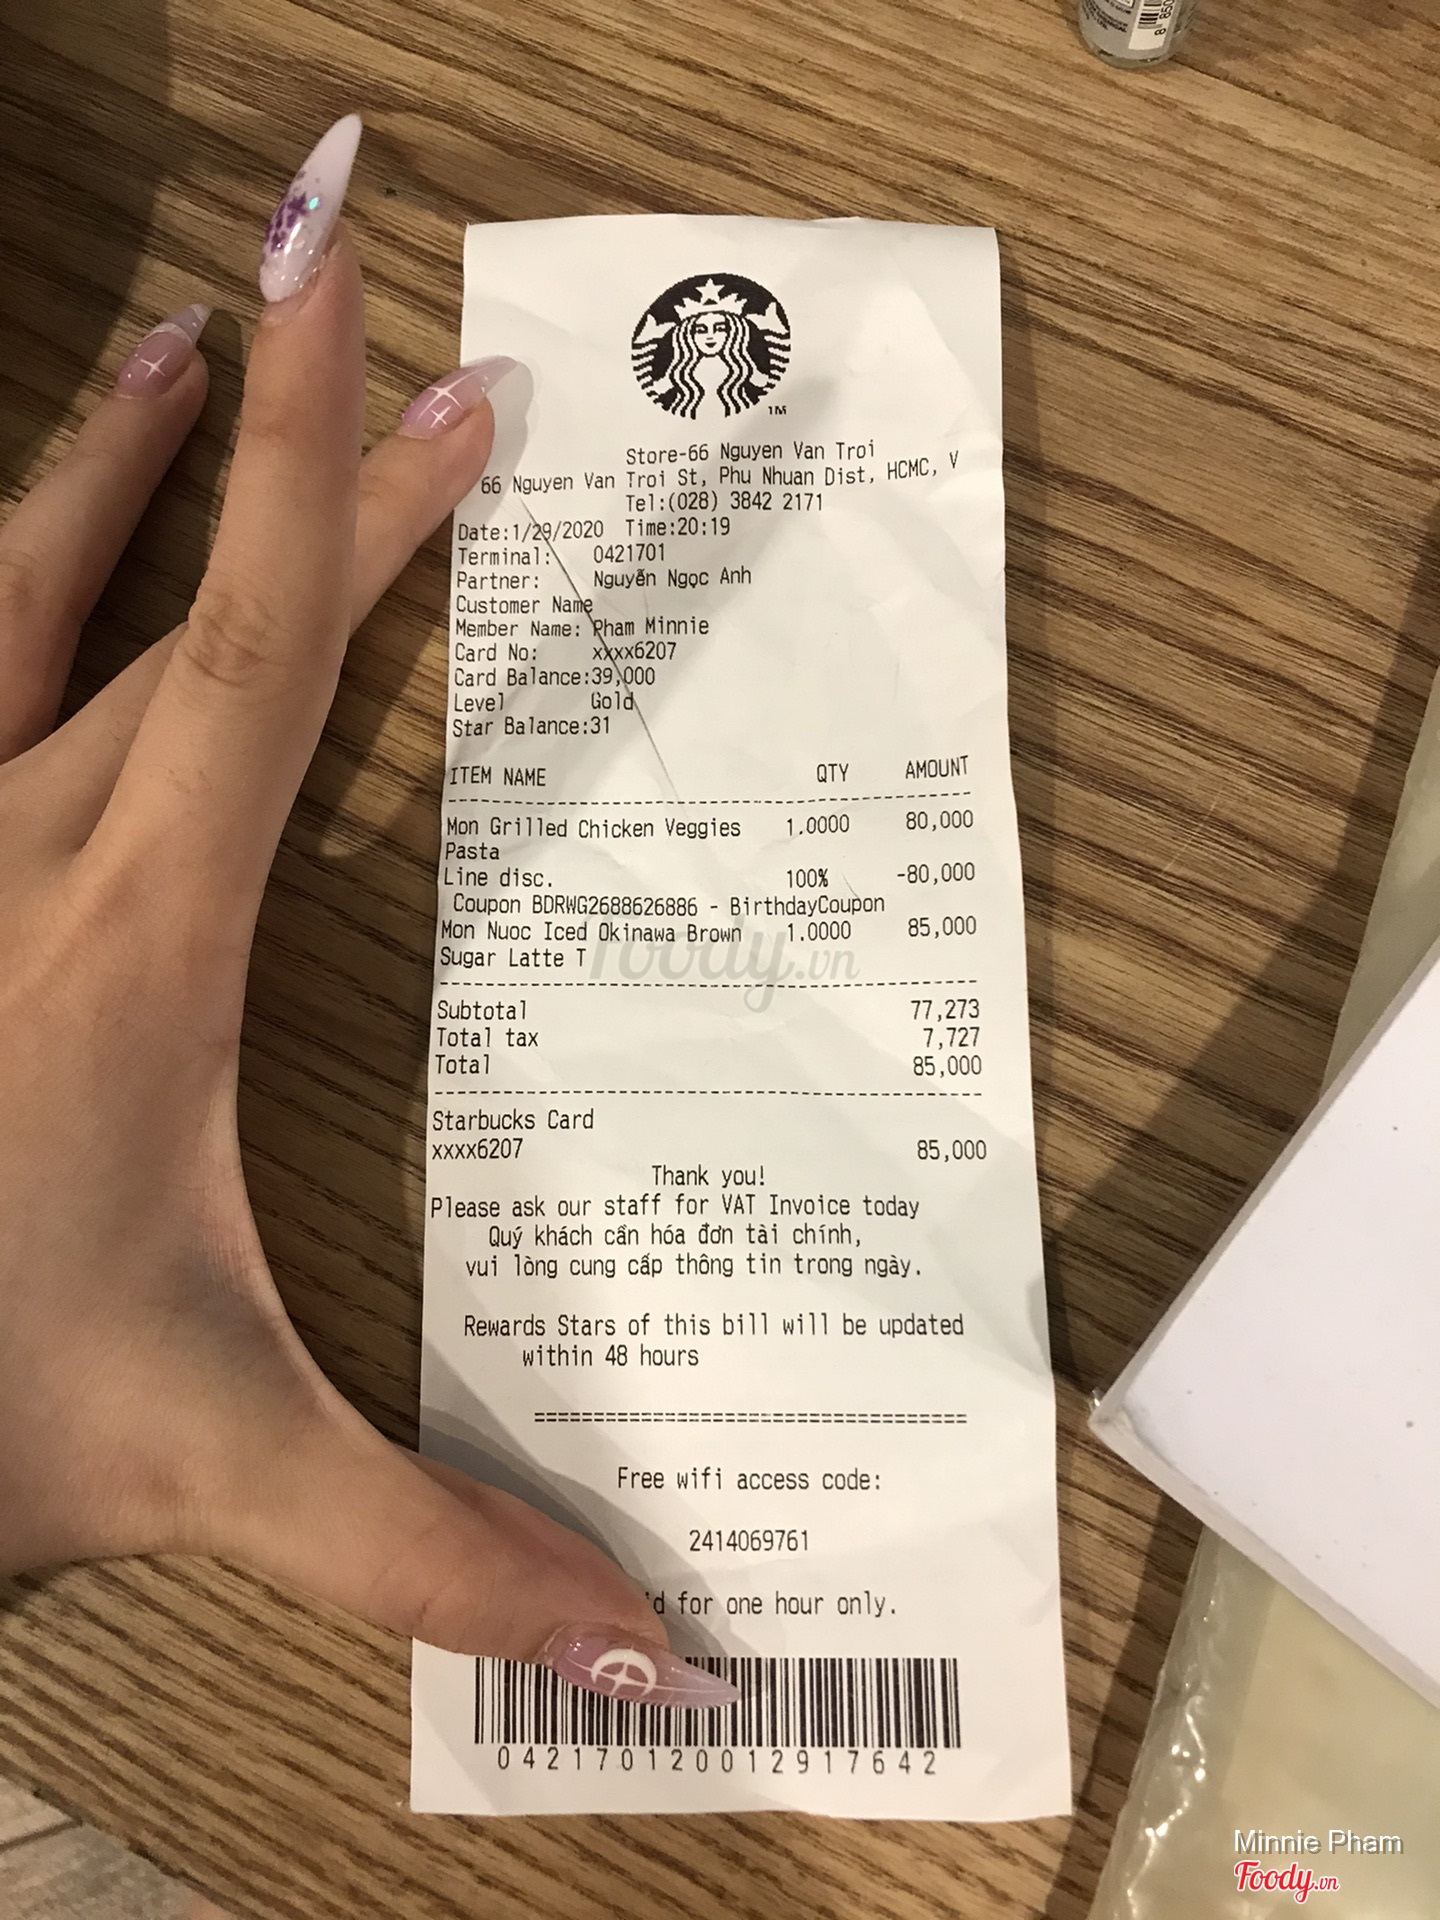 TM
Store-66 Nguyen Van Troi
66 Nguyen Van Troi St, Phu Nhuan Dist, HCMC, V
Tel:(028) 3842 2171
Date:1/29/2020 Time:20:19
Terminal: 0421701
Partner: Nguyễn Ngọc Anh
Customer Name
Member Name: Pham Minnie
Card No: xxxx6207
Card Balance:39,000
Level Gold
Star Balance:31
ITEM NAME QTY AMOUNT
Mon Grilled Chicken Veggies 1.0000 80,000
Pasta
Line disc. 100% -80,000
Coupon BDRWG2688626886 - BirthdayCoupon
Mon Nuoc Iced Okinawa Brown 1.0000 85,000
Sugar Latte T
Foody.vn
Subtotal 77,273
Total tax 7,727
Total 85,000
Starbucks Card
xxxx6207 85,000
Thank you!
Please ask our staff for VAT Invoice today
Quý khách cần hóa đơn tài chính,
vui lòng cung cấp thông tin trong ngày.
Rewards Stars of this bill will be updated
within 48 hours
===================================
Free wifi access code:
2414069761
for one hour only.
042170120012917642
Minnie Pham
Foody.vn